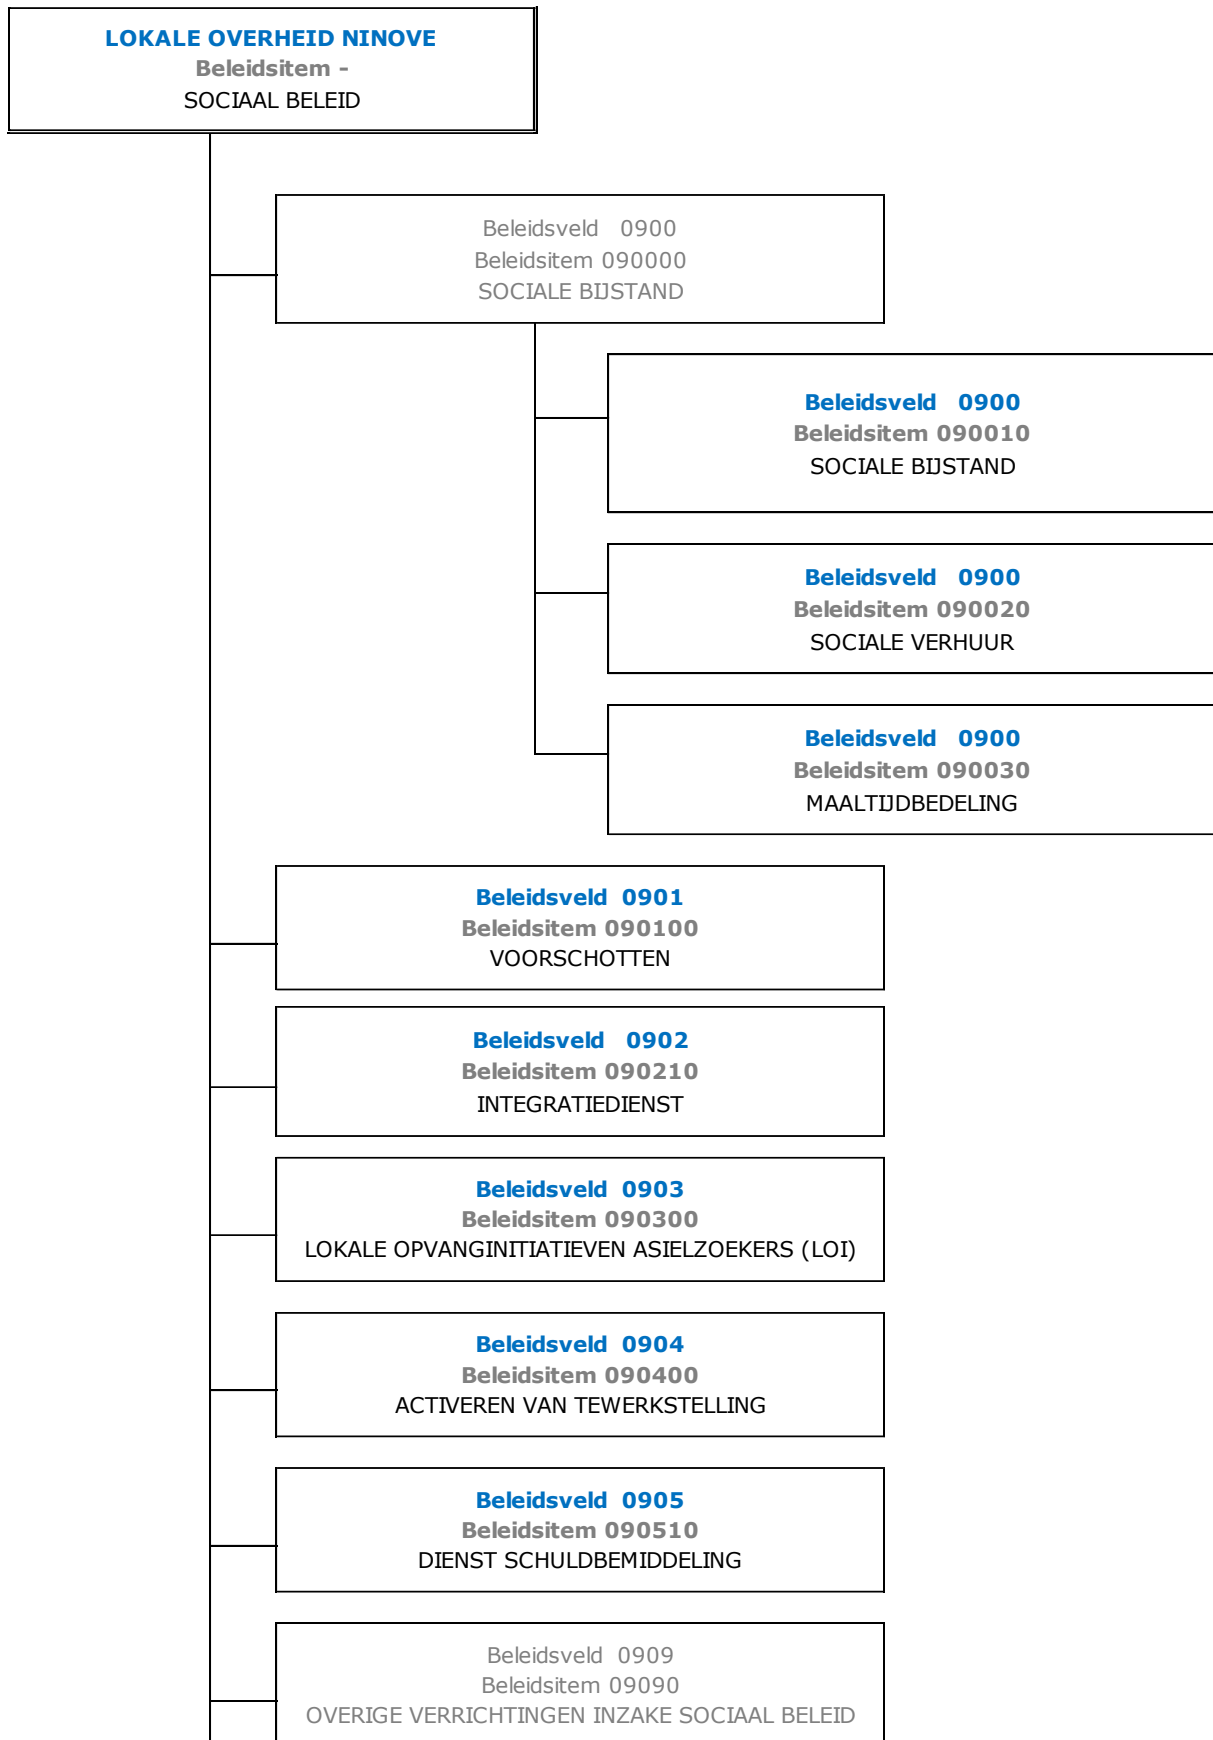 LOKALE OVERHEID NINOVE
Beleidsitem -
SOCIAAL BELEID
Beleidsveld 0900
Beleidsitem 090000
SOCIALE BIJSTAND
Beleidsveld 0900
Beleidsitem 090010
SOCIALE BIJSTAND
Beleidsveld 0900
Beleidsitem 090020
SOCIALE VERHUUR
Beleidsveld 0900
Beleidsitem 090030
MAALTIJDBEDELING
Beleidsveld 0901
Beleidsitem 090100
VOORSCHOTTEN
Beleidsveld 0902
Beleidsitem 090210
INTEGRATIEDIENST
Beleidsveld 0903
Beleidsitem 090300
LOKALE OPVANGINITIATIEVEN ASIELZOEKERS (LOI)
Beleidsveld 0904
Beleidsitem 090400
ACTIVEREN VAN TEWERKSTELLING
Beleidsveld 0905
Beleidsitem 090510
DIENST SCHULDBEMIDDELING
Beleidsveld 0909
Beleidsitem 09090
OVERIGE VERRICHTINGEN INZAKE SOCIAAL BELEID